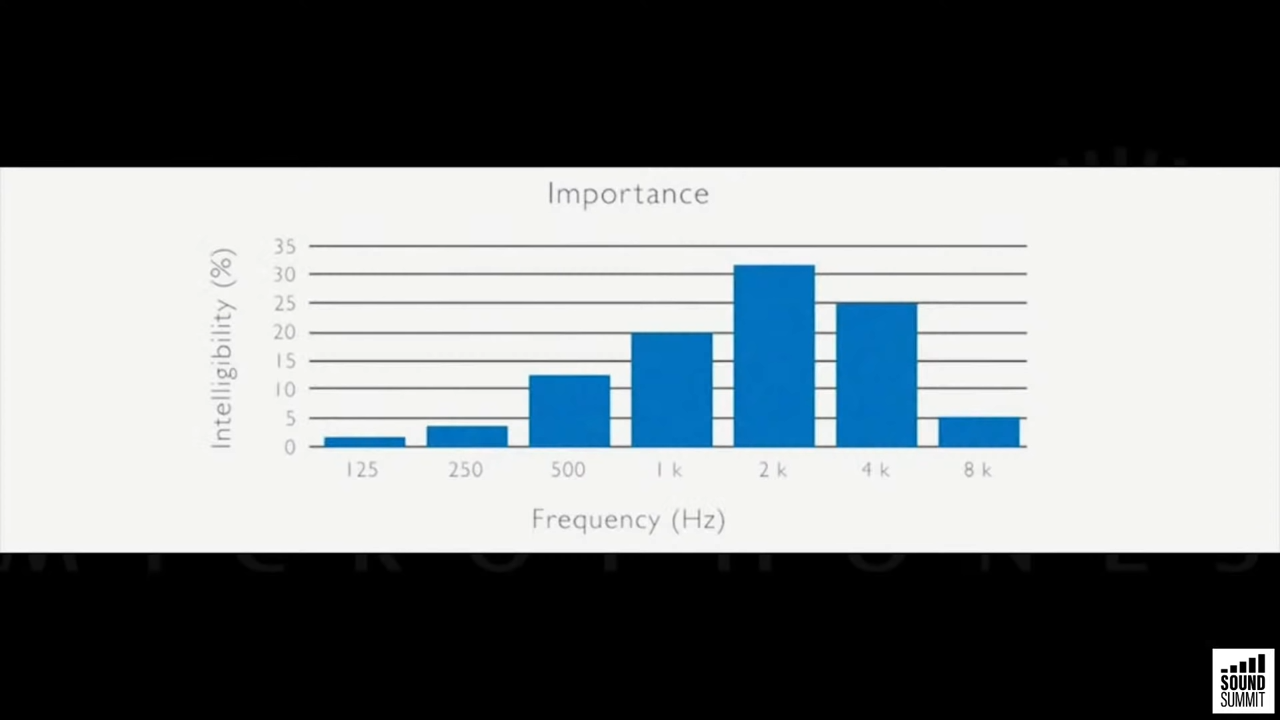 Importance
Intelligibility (%)
35
30
25
20
15
10
5
0
125 250 500 1 k 2 k 4 k 8 k
Frequency (Hz)
MICROPHONES
SOUND
SUMMIT